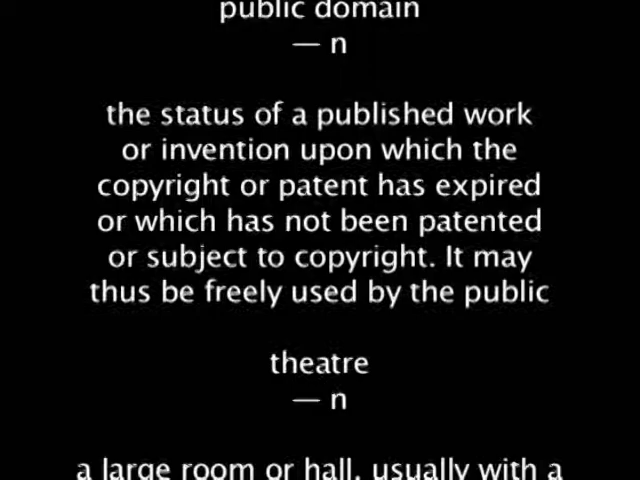 public domain
— n
the status of a published work
or invention upon which the
copyright or patent has expired
or which has not been patented
or subject to copyright. It may
thus be freely used by the public
theatre
— n
a large room or hall, usually with a